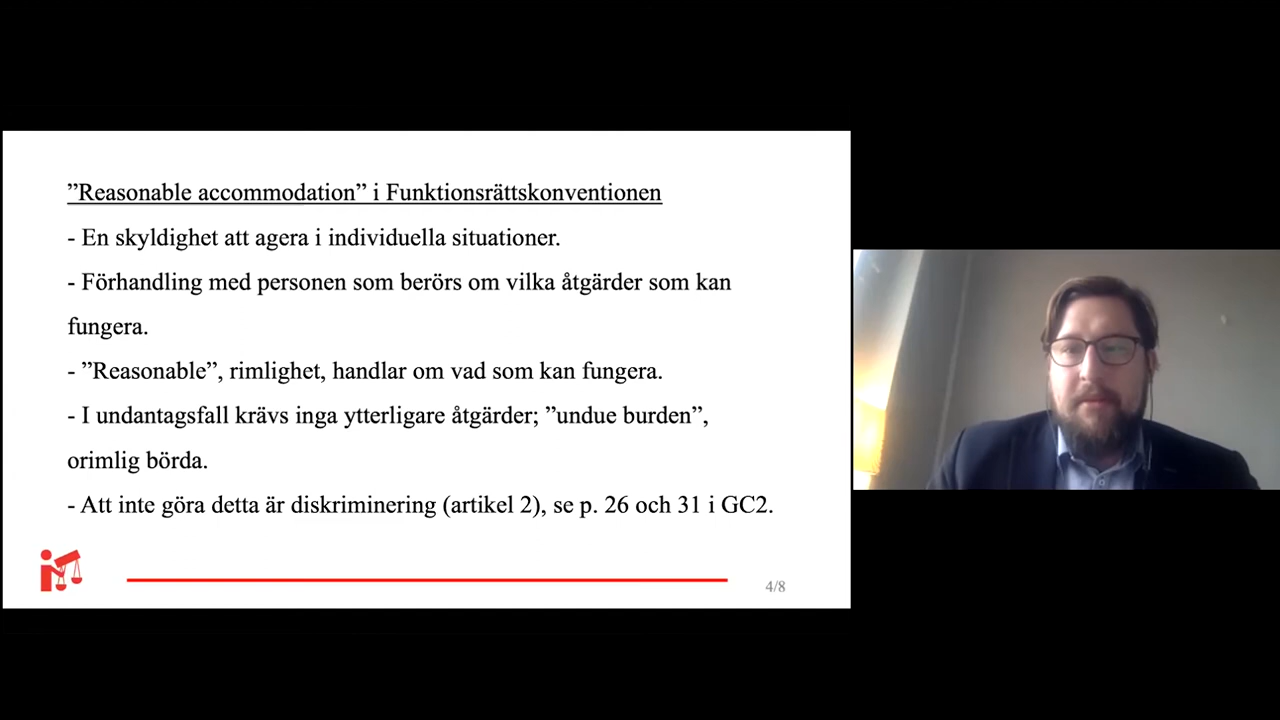 ”Reasonable accommodation” i Funktionsrättskonventionen
- En skyldighet att agera i individuella situationer.
- Förhandling med personen som berörs om vilka åtgärder som kan
fungera.
- ”Reasonable”, rimlighet, handlar om vad som kan fungera.
- I undantagsfall krävs inga ytterligare åtgärder; ”undue burden”,
orimlig börda.
- Att inte göra detta är diskriminering (artikel 2), se p. 26 och 31 i GC2.
4/8